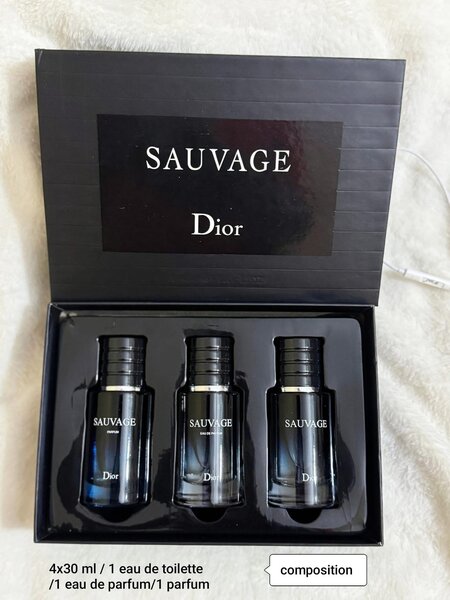 SAUVAGE
Dior
SAUVAGE
PARFUM
Dior
SAUVAGE
EAU DE PARFUM
Dior
SAUVAGE
4x30 ml / 1 eau de toilette
/1 eau de parfum/1 parfum
composition